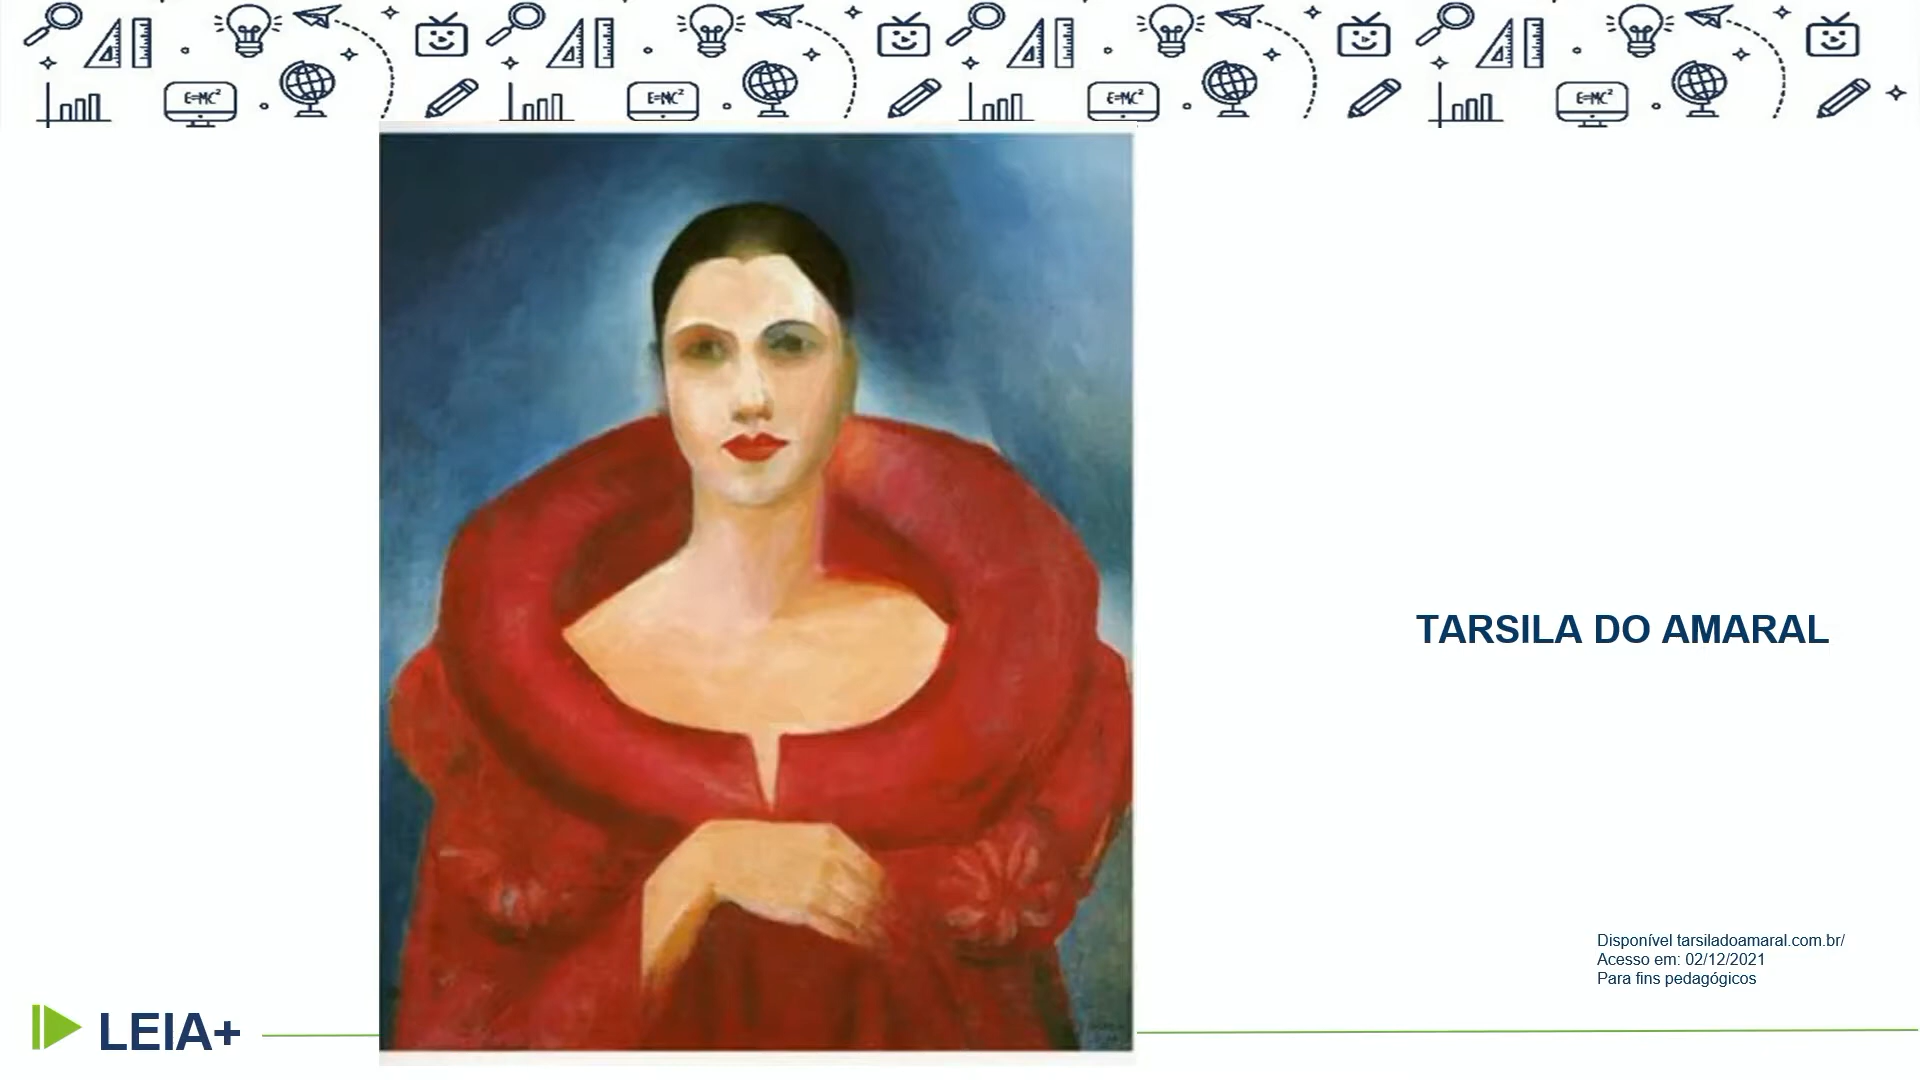 E=MC²
E=MC²
E=MC²
E=MC²
TARSILA DO AMARAL
Disponível tarsiladoamaral.com.br/
Acesso em: 02/12/2021
Para fins pedagógicos
LEIA+